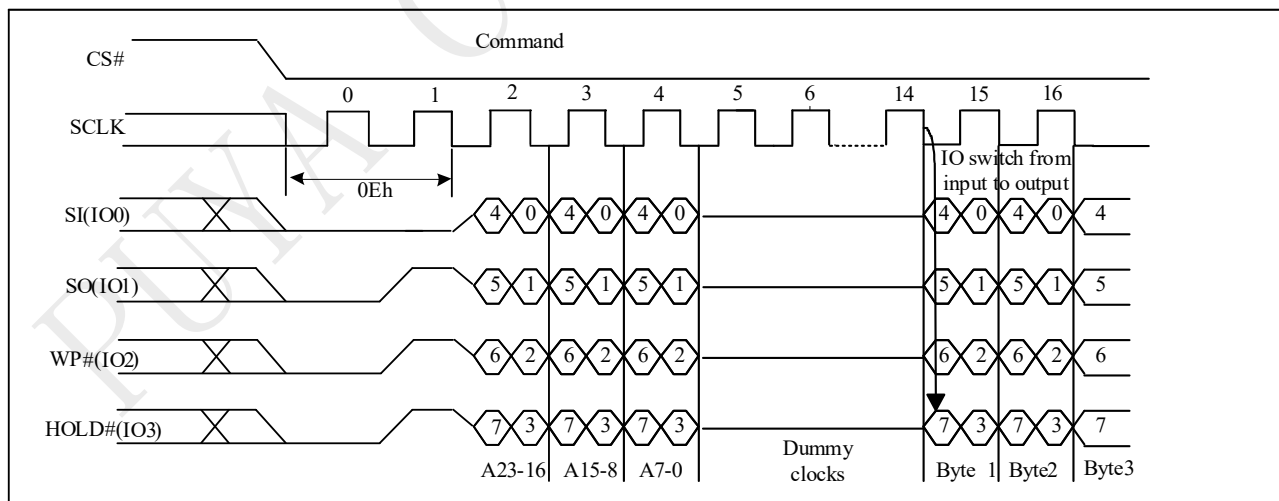 PUYA
Command
CS#
0 1 2 3 4 5 6 14 15 16
SCLK
IO switch from
input to output
0Eh
SI(IO0) 4 0 4 0 4 0 4 0 4 0 4
SO(IO1) 5 1 5 1 5 1 5 1 5 1 5
WP#(IO2) 6 2 6 2 6 2 6 2 6 2 6
HOLD#(IO3) 7 3 7 3 7 3 7 3 7 3 7
Dummy
clocks
A23-16 A15-8 A7-0 Byte 1 Byte2 Byte3